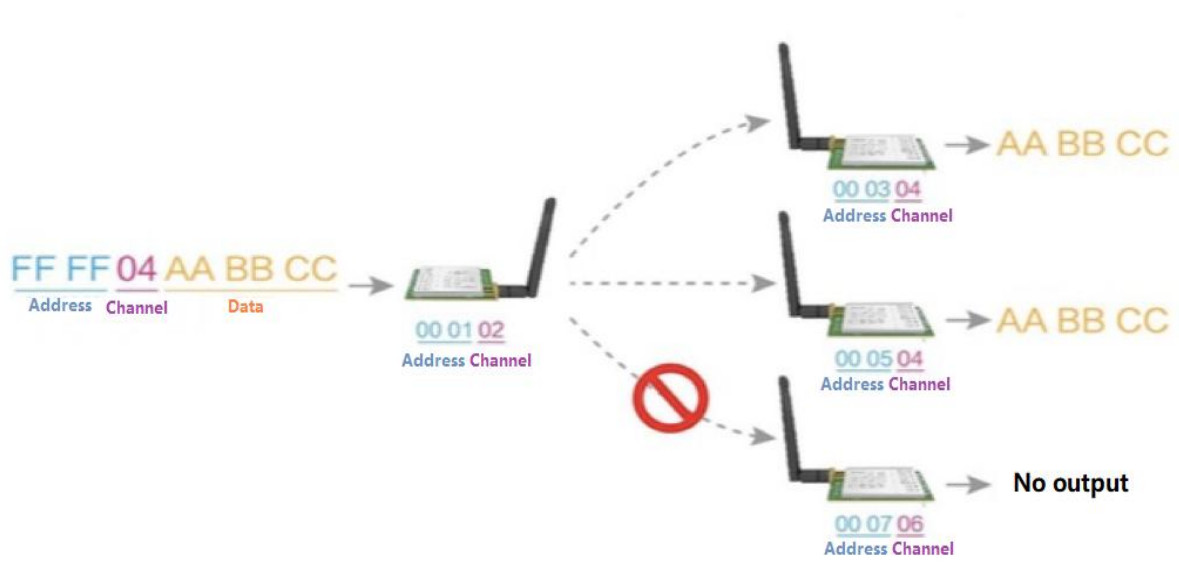 FF FF 04 AA BB CC
Address Channel Data
00 01 02
Address Channel
AA BB CC
00 03 04
Address Channel
AA BB CC
00 05 04
Address Channel
No output
00 07 06
Address Channel